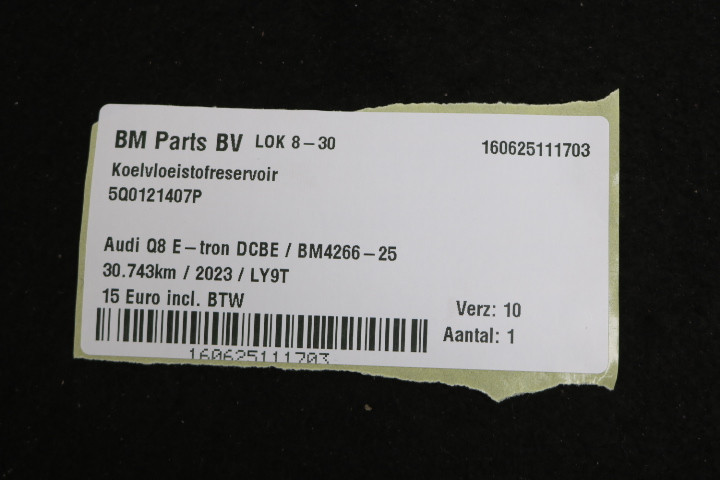 BM Parts BV LOK 8-30 160625111703
Koelvloeistofreservoir
5Q0121407P
Audi Q8 E-tron DCBE / BM4266-25
30.743km / 2023 / LY9T
15 Euro incl. BTW
Verz: 10
Aantal: 1
160625111703